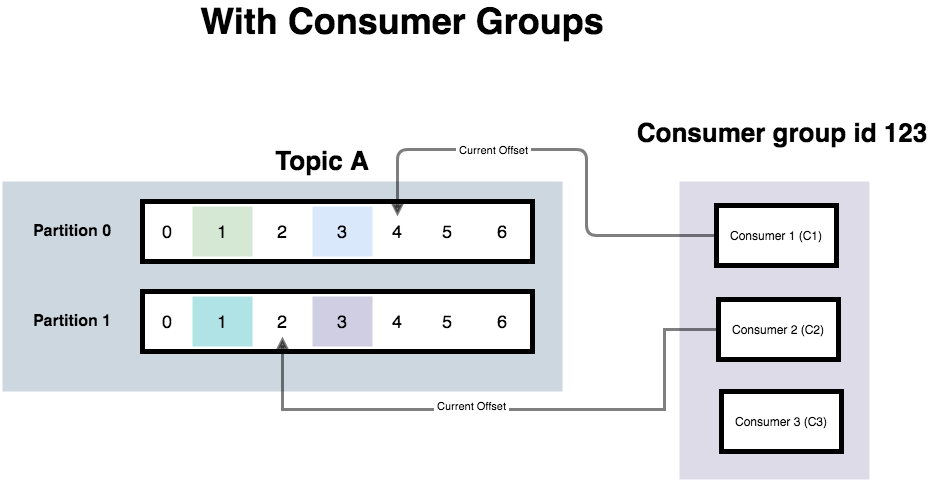 With Consumer Groups
Consumer group id 123
Current Offset
Topic A
Partition 0
0 1 2 3 4 5 6
Consumer 1 (C1)
Partition 1
0 1 2 3 4 5 6
Consumer 2 (C2)
Current Offset
Consumer 3 (C3)